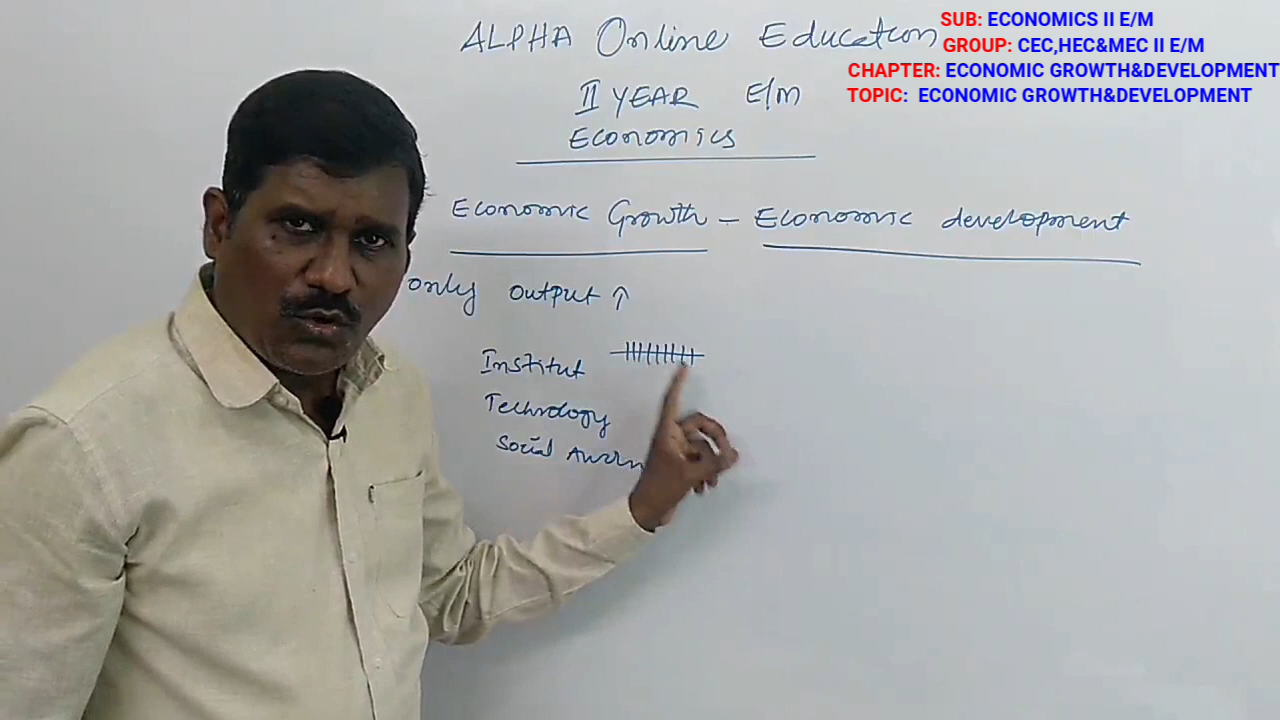 ALPHA Online Education
SUB: ECONOMICS II E/M
GROUP: CEC,HEC&MEC II E/M
CHAPTER: ECONOMIC GROWTH&DEVELOPMENT
TOPIC: ECONOMIC GROWTH&DEVELOPMENT
II YEAR E/M
ECONOMICS
Economic Growth - Economic development
only output ↑
Institut
Technology
Social